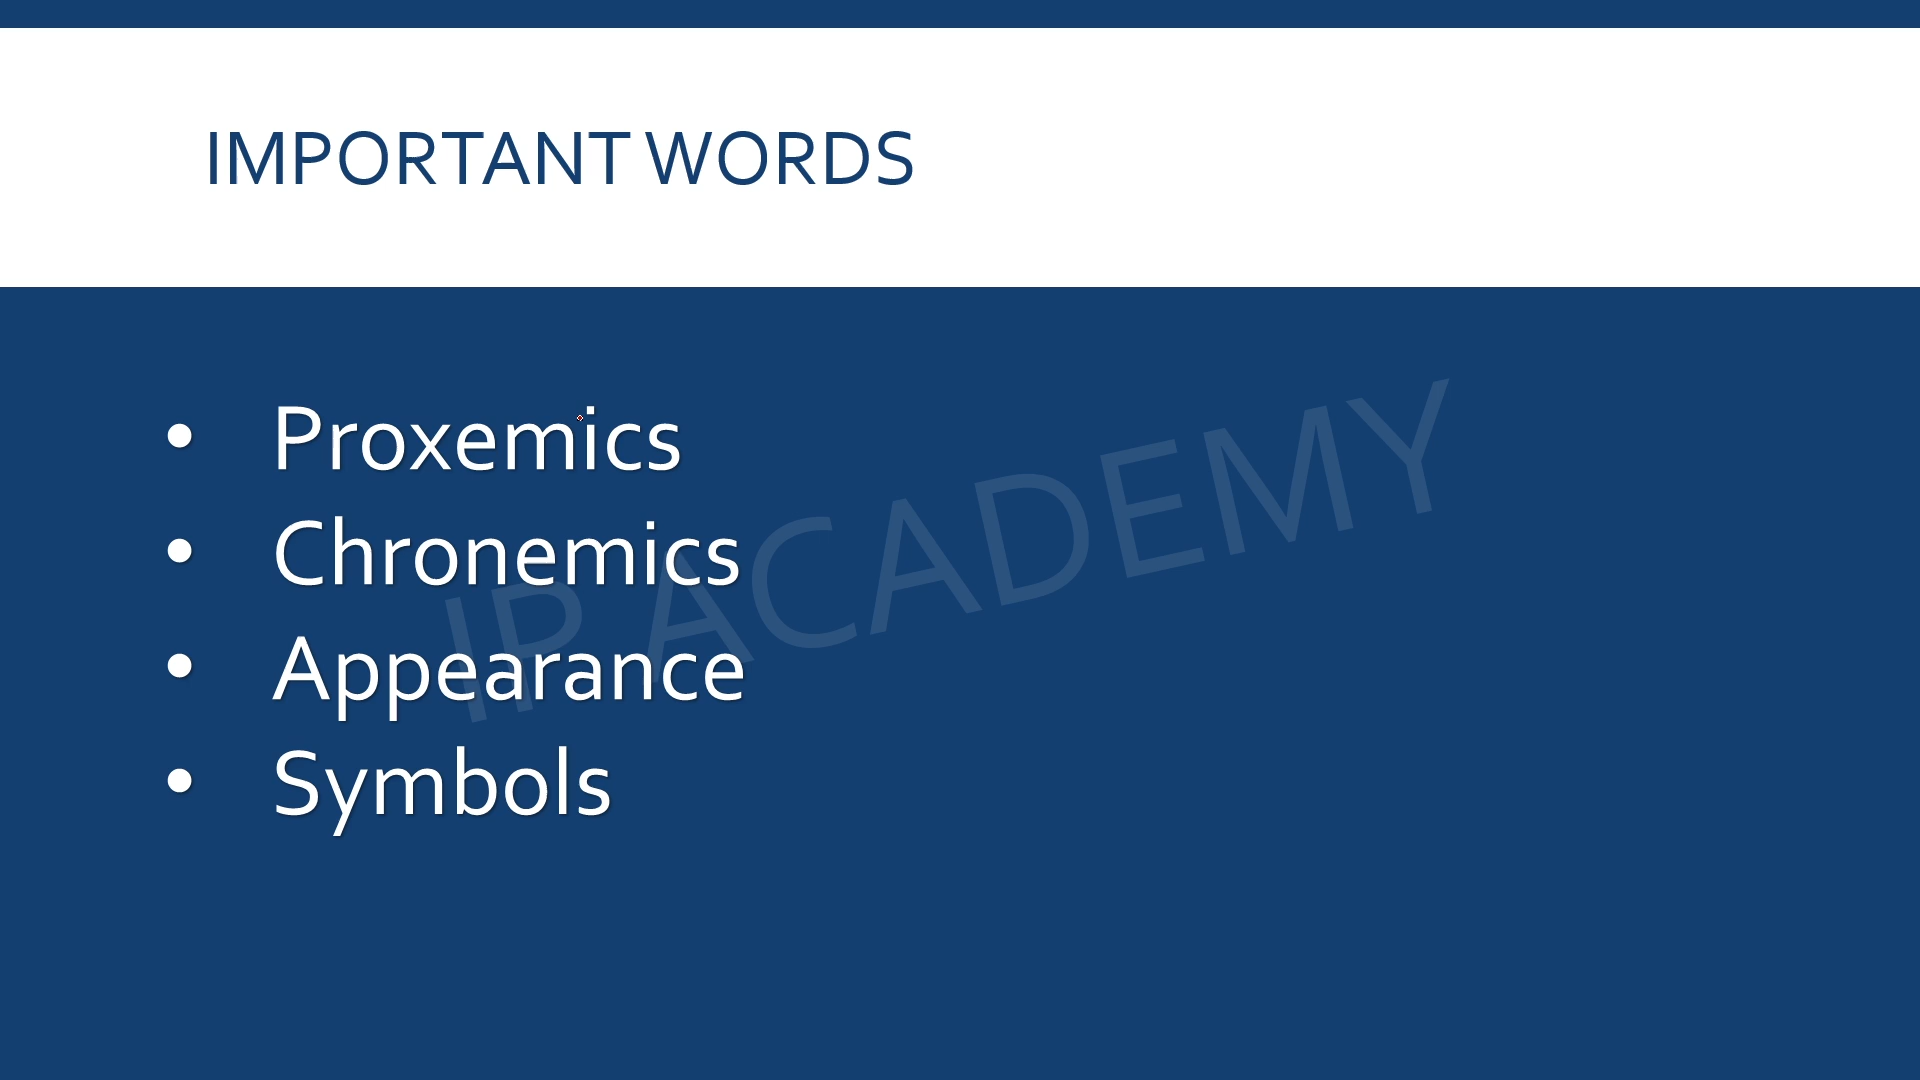 IMPORTANT WORDS
• Proxemics
• Chronemics
• Appearance
• Symbols
IP ACADEMY